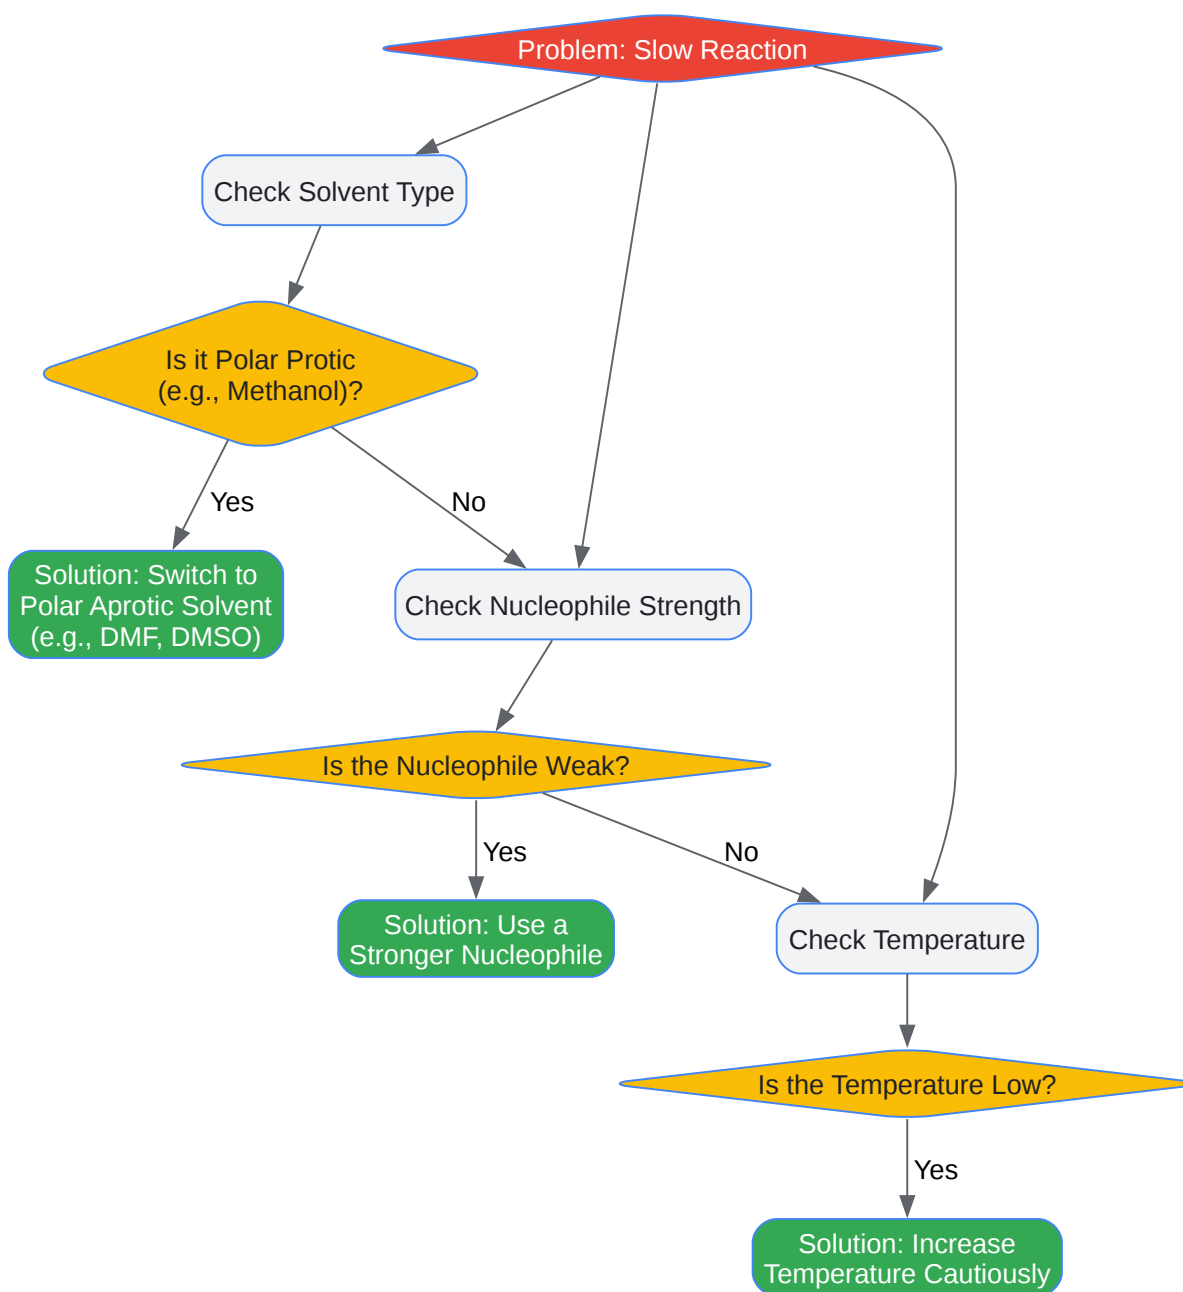 Problem: Slow Reaction
Check Solvent Type
Is it Polar Protic
(e.g., Methanol)?
Yes
No
Solution: Switch to
Polar Aprotic Solvent
(e.g., DMF, DMSO)
Check Nucleophile Strength
Is the Nucleophile Weak?
Yes
No
Solution: Use a
Stronger Nucleophile
Check Temperature
Is the Temperature Low?
Yes
Solution: Increase
Temperature Cautiously